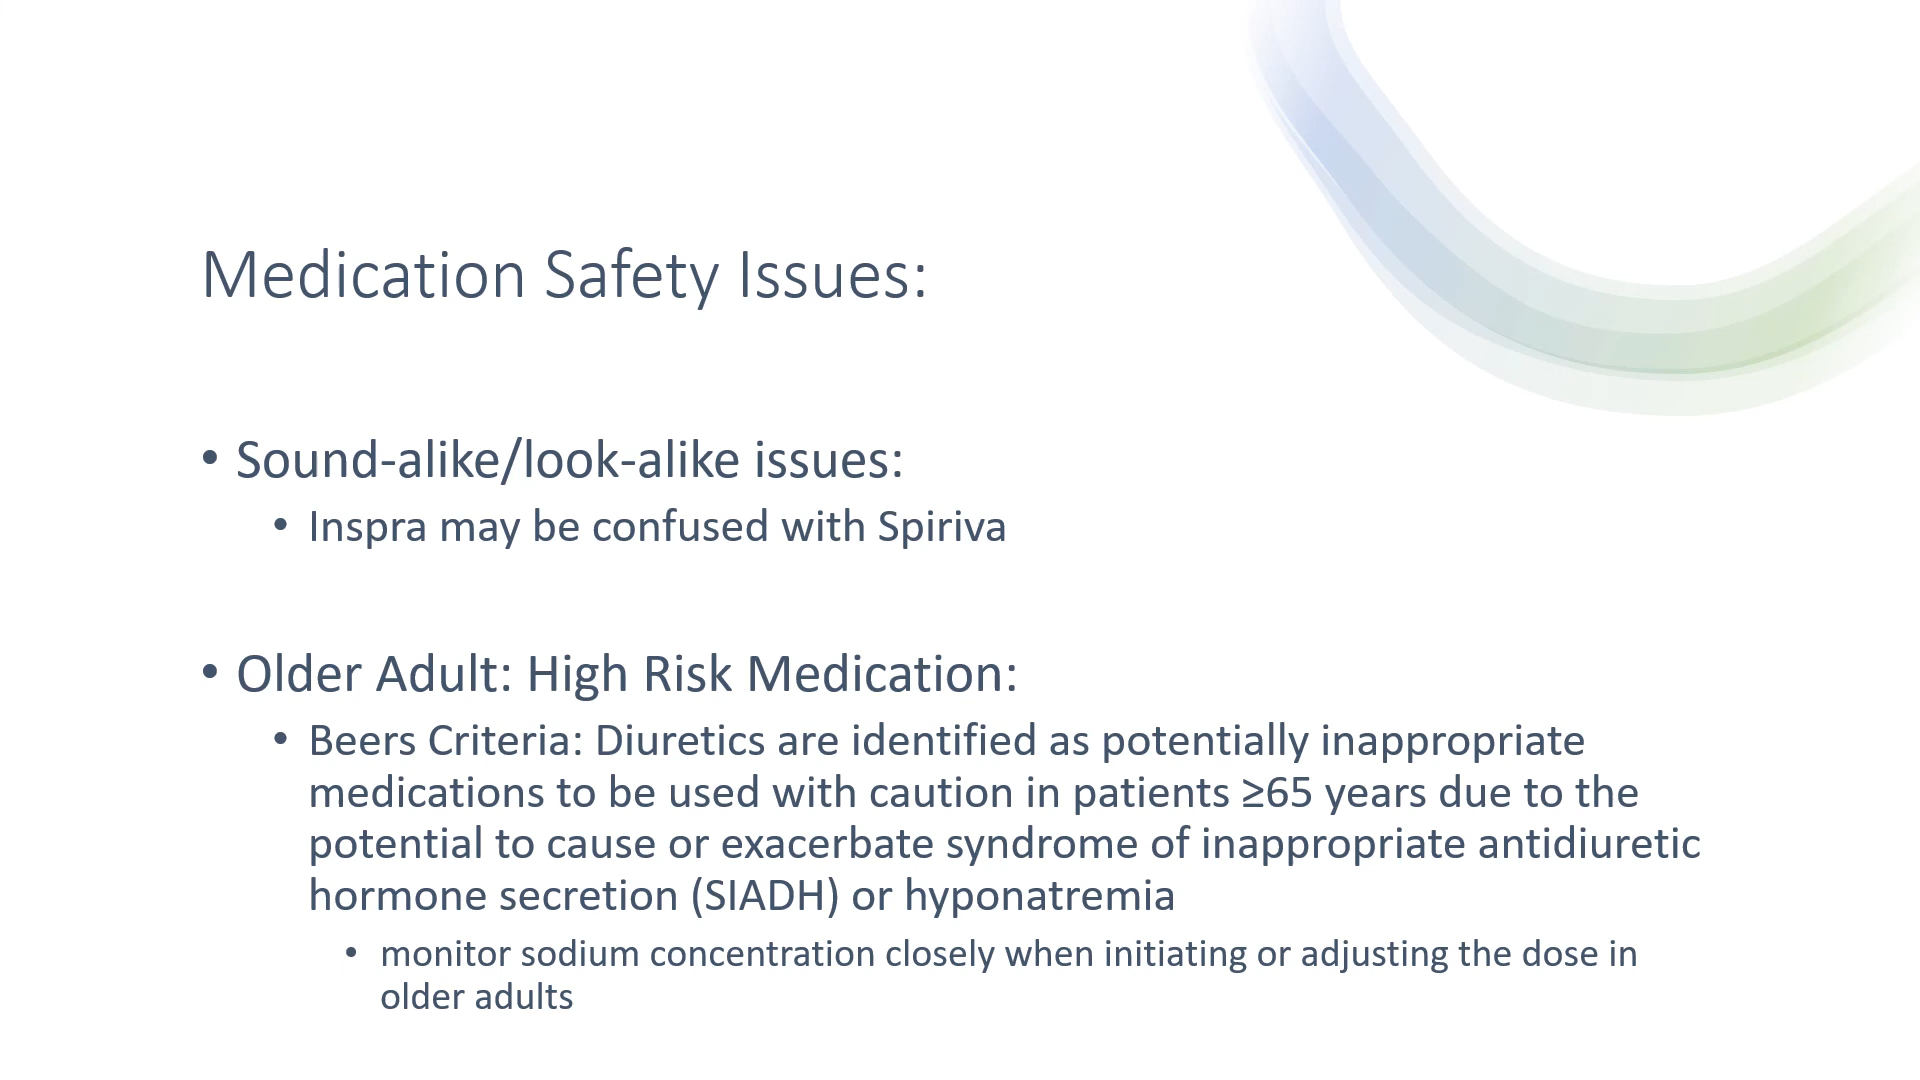 Medication Safety Issues:
• Sound-alike/look-alike issues:
• Inspra may be confused with Spiriva
• Older Adult: High Risk Medication:
• Beers Criteria: Diuretics are identified as potentially inappropriate
medications to be used with caution in patients ≥65 years due to the
potential to cause or exacerbate syndrome of inappropriate antidiuretic
hormone secretion (SIADH) or hyponatremia
• monitor sodium concentration closely when initiating or adjusting the dose in
older adults